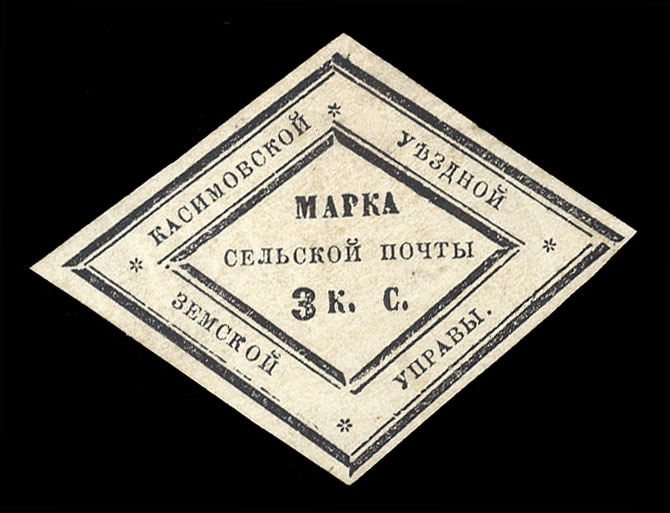 КАСИМОВСКОЙ
УѢЗДНОЙ
ЗЕМСКОЙ
УПРАВЫ.
МАРКА
СЕЛЬСКОЙ ПОЧТЫ
3 К. С.